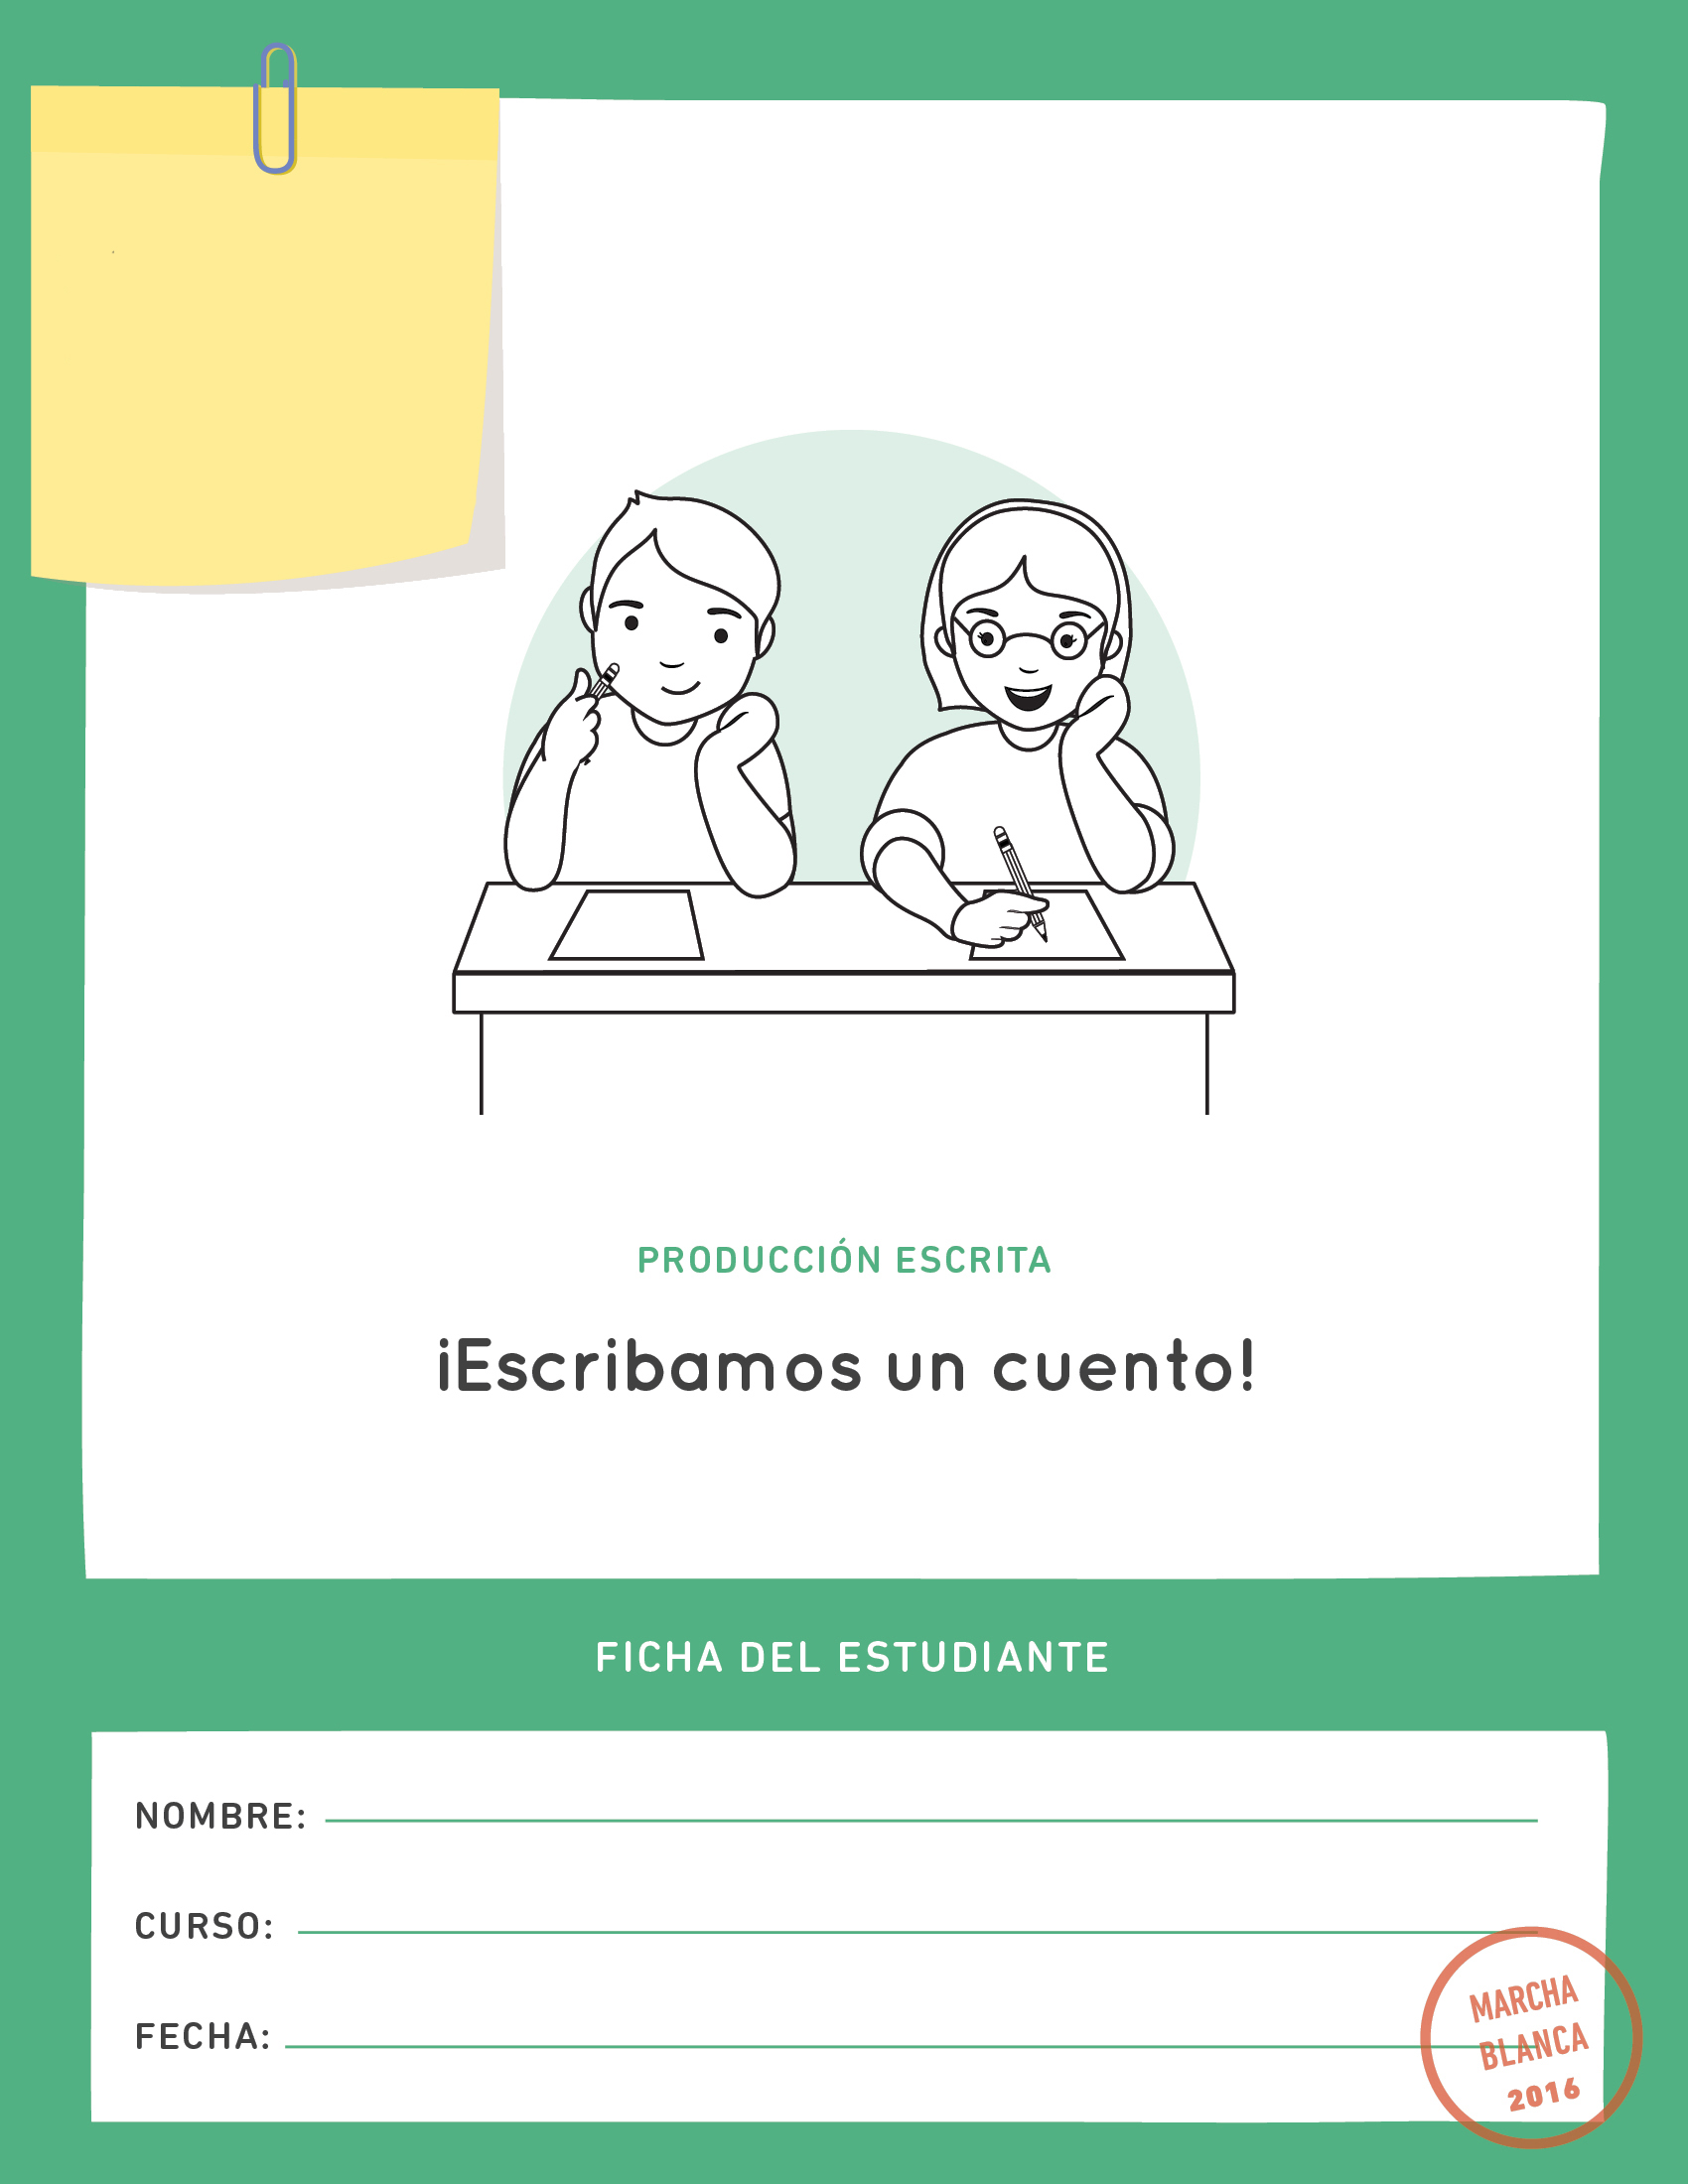 PRODUCCIÓN ESCRITA
¡Escribamos un cuento!
FICHA DEL ESTUDIANTE
NOMBRE:
CURSO:
FECHA:
MARCHA
BLANCA
2016